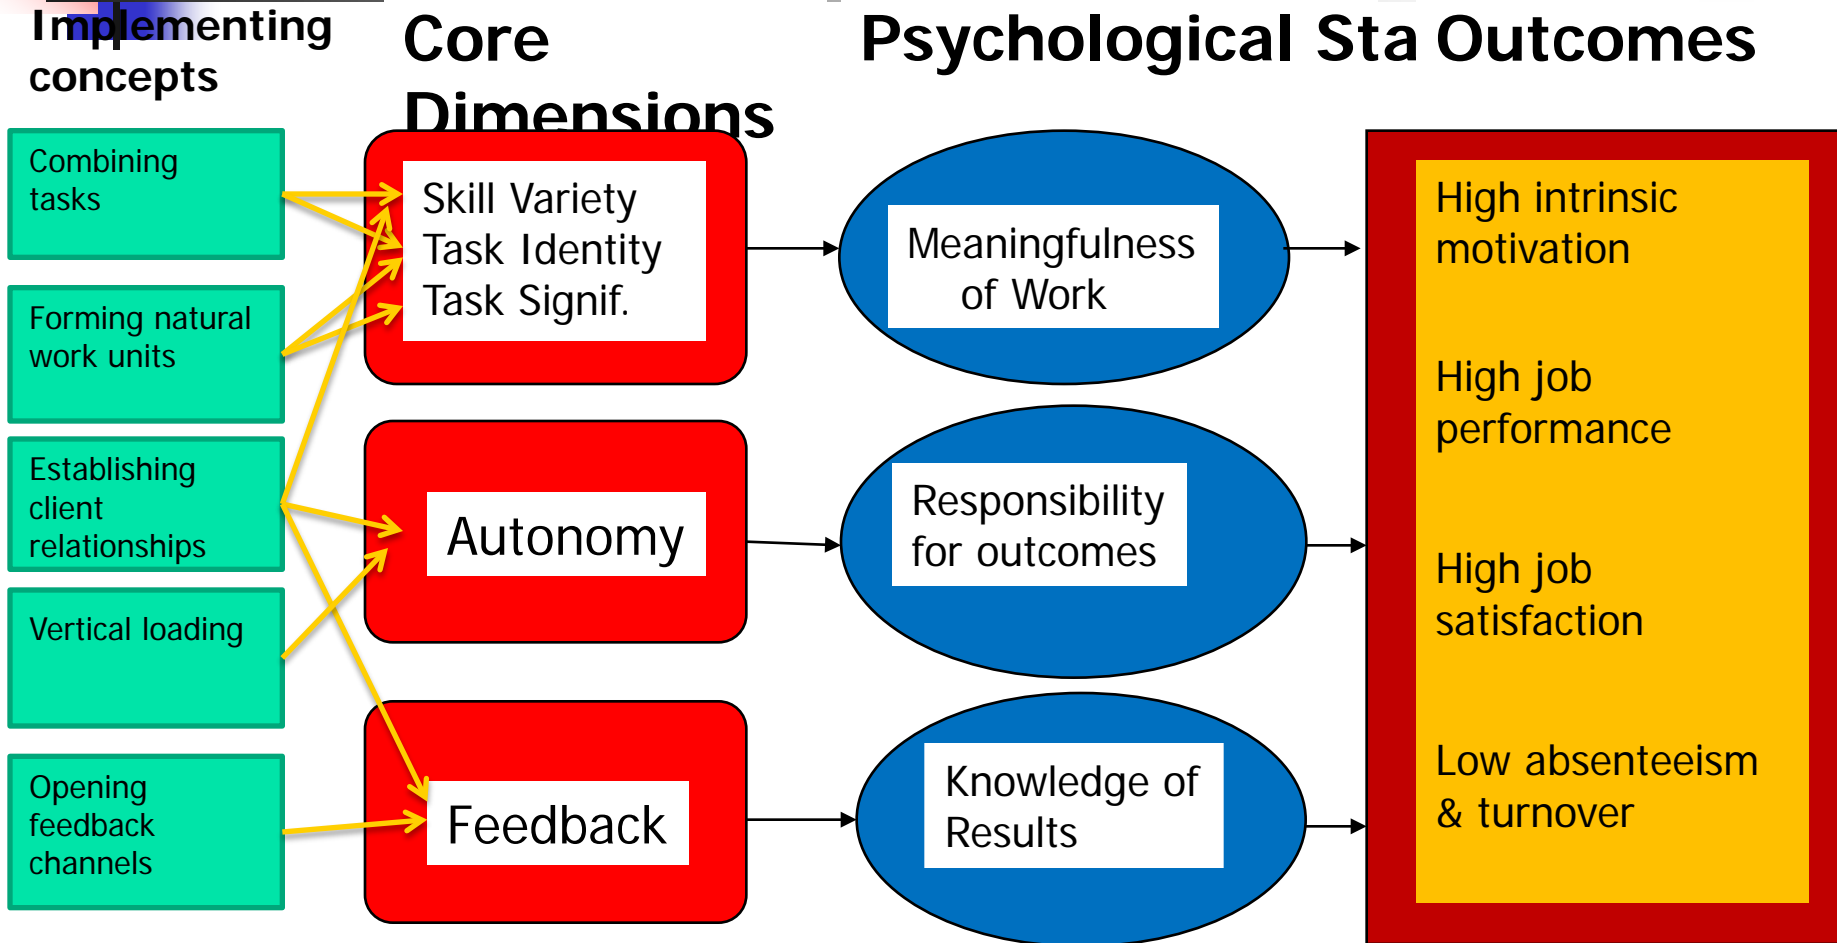 Implementing
concepts
Core
Dimensions
Psychological Sta
Outcomes
Combining
tasks
Forming natural
work units
Establishing
client
relationships
Vertical loading
Opening
feedback
channels
Skill Variety
Task Identity
Task Signif.
Autonomy
Feedback
Meaningfulness
of Work
Responsibility
for outcomes
Knowledge of
Results
High intrinsic
motivation
High job
performance
High job
satisfaction
Low absenteeism
& turnover